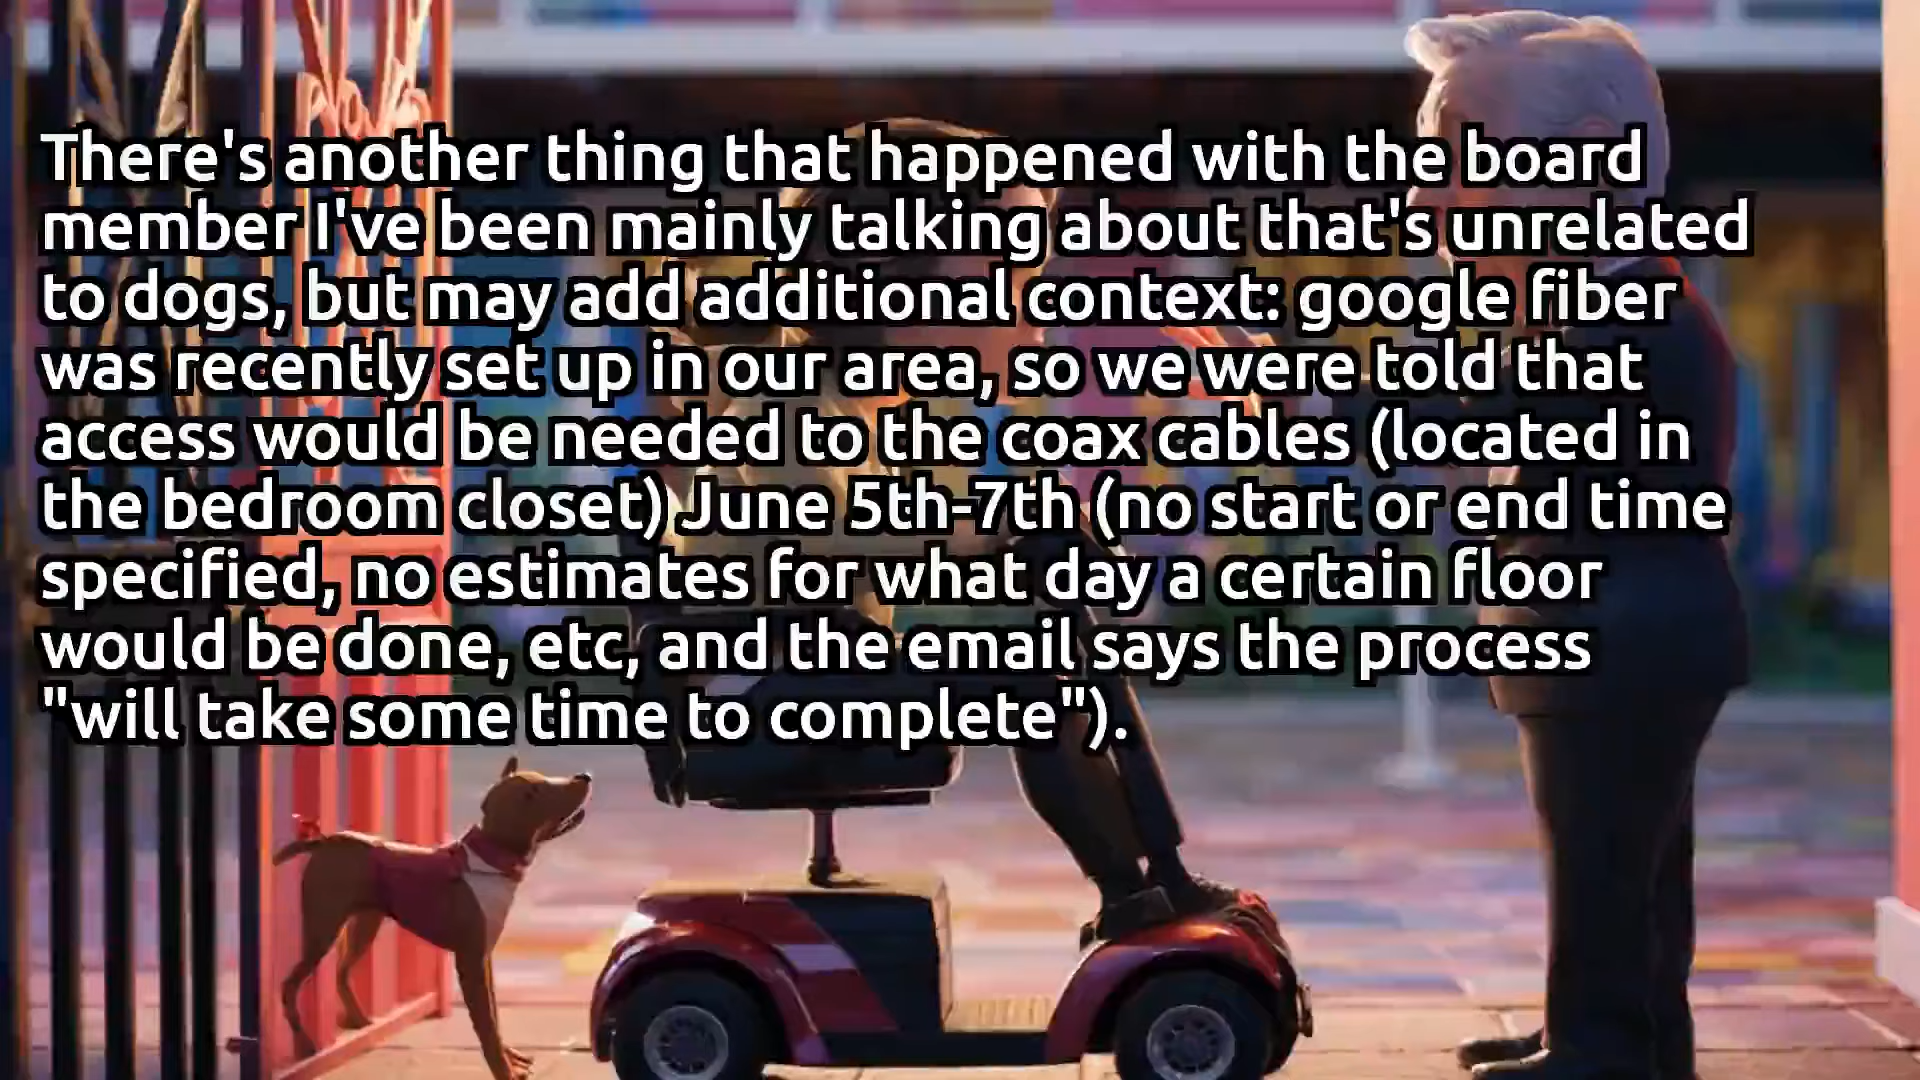 There's another thing that happened with the board
member I've been mainly talking about that's unrelated
to dogs, but may add additional context: google fiber
was recently set up in our area, so we were told that
access would be needed to the coax cables (located in
the bedroom closet) June 5th-7th (no start or end time
specified, no estimates for what day a certain floor
would be done, etc, and the email says the process
"will take some time to complete").